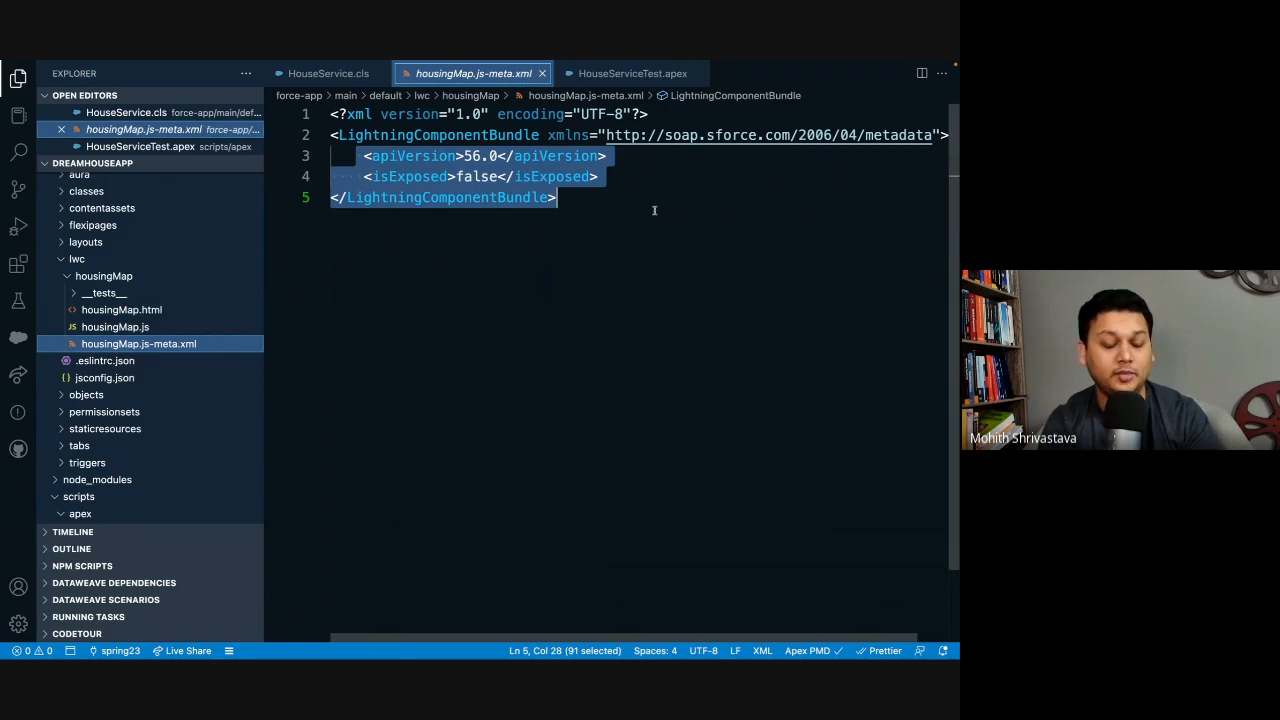 EXPLORER
OPEN EDITORS
HouseService.cls force-app/main/def...
housingMap.js-meta.xml force-app/...
HouseServiceTest.apex scripts/apex
DREAMHOUSEAPP
aura
classes
contentassets
flexipages
layouts
lwc
housingMap
__tests__
housingMap.html
JS housingMap.js
housingMap.js-meta.xml
.eslintrc.json
jsconfig.json
objects
permissionsets
staticresources
tabs
triggers
node_modules
scripts
apex
TIMELINE
OUTLINE
NPM SCRIPTS
DATAWEAVE DEPENDENCIES
DATAWEAVE SCENARIOS
RUNNING TASKS
CODETOUR
HouseService.cls housingMap.js-meta.xml HouseServiceTest.apex
force-app > main > default > lwc > housingMap > housingMap.js-meta.xml > LightningComponentBundle
1 <?xml version="1.0" encoding="UTF-8"?>
2 <LightningComponentBundle xmlns="http://soap.sforce.com/2006/04/metadata">
3 <apiVersion>56.0</apiVersion>
4 <isExposed>false</isExposed>
5 </LightningComponentBundle>
Mohith Shrivastava
0 0 spring23 Live Share Ln 5, Col 28 (91 selected) Spaces: 4 UTF-8 LF XML Apex PMD Prettier